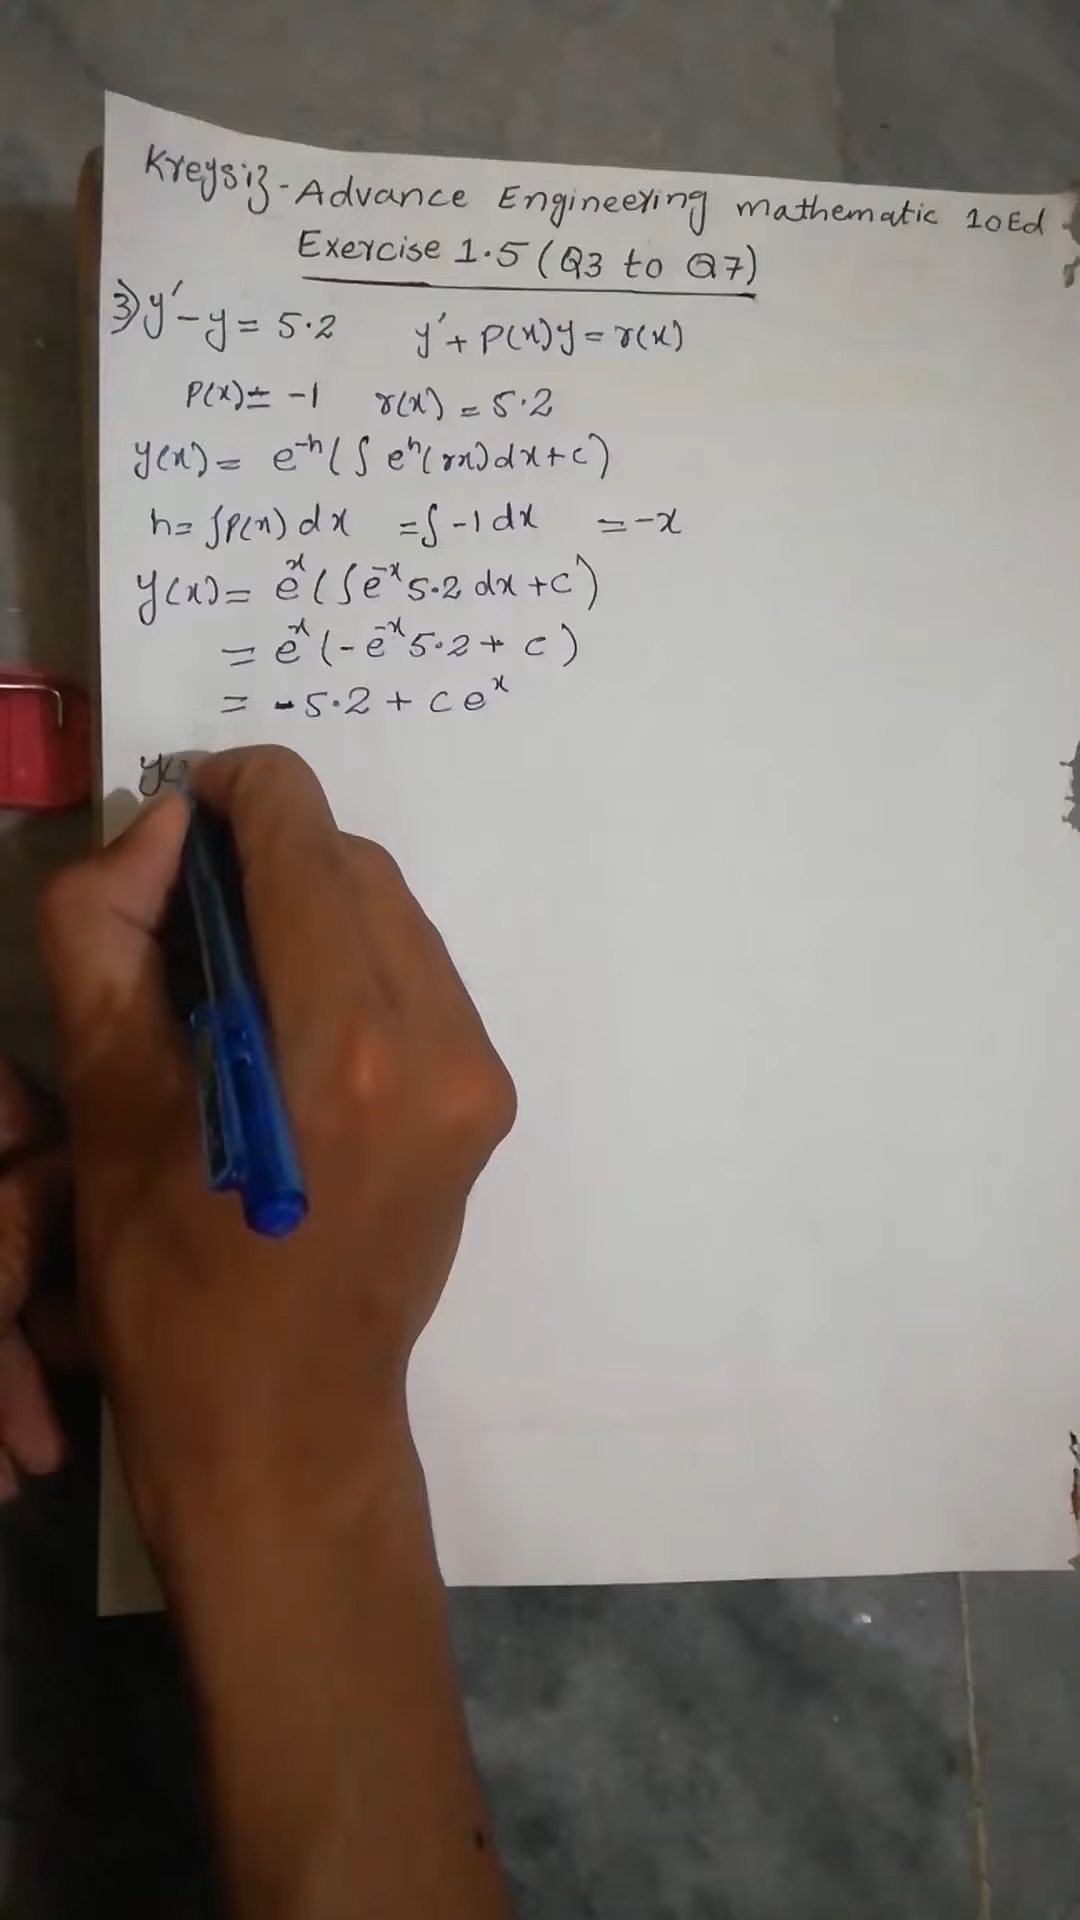 Kreysiz - Advance Engineering mathematic 10Ed
Exercise 1.5 (Q3 to Q7)
3) y' - y = 5.2 y' + P(x)y = r(x)
P(x) = -1 r(x) = 5.2
y(x) = e^-h (∫ e^h (rx) dx + c)
h = ∫P(x) dx = ∫ -1 dx = -x
y(x) = e^x (∫ e^-x 5.2 dx + c)
= e^x (- e^-x 5.2 + c)
= -5.2 + c e^x
y(